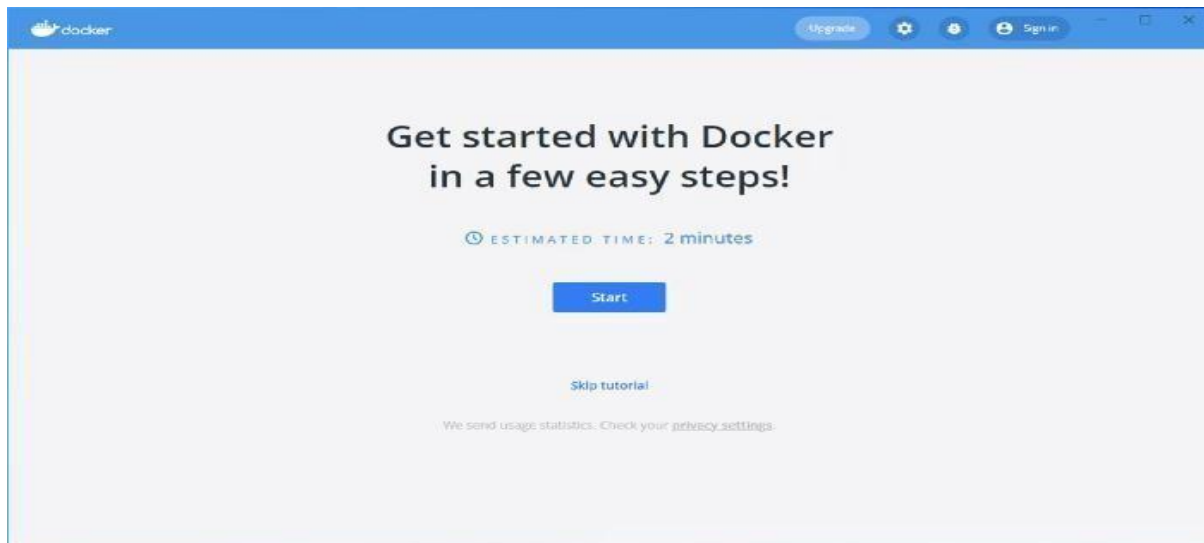 docker
Upgrade
Sign in
Get started with Docker
in a few easy steps!
ESTIMATED TIME: 2 minutes
Start
Skip tutorial
We send usage statistics. Check your privacy settings.